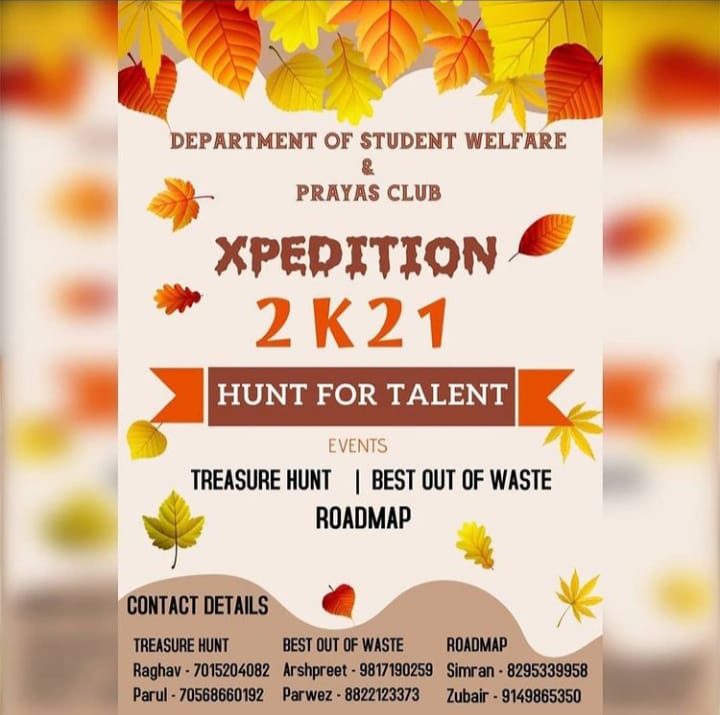 DEPARTMENT OF STUDENT WELFARE
&
PRAYAS CLUB
XPEDITION
2K21
HUNT FOR TALENT
EVENTS
TREASURE HUNT | BEST OUT OF WASTE
ROADMAP
CONTACT DETAILS
TREASURE HUNT
Raghav - 7015204082
Parul - 70568660192
BEST OUT OF WASTE
Arshpreet - 9817190259
Parwez - 8822123373
ROADMAP
Simran - 8295339958
Zubair - 9149865350